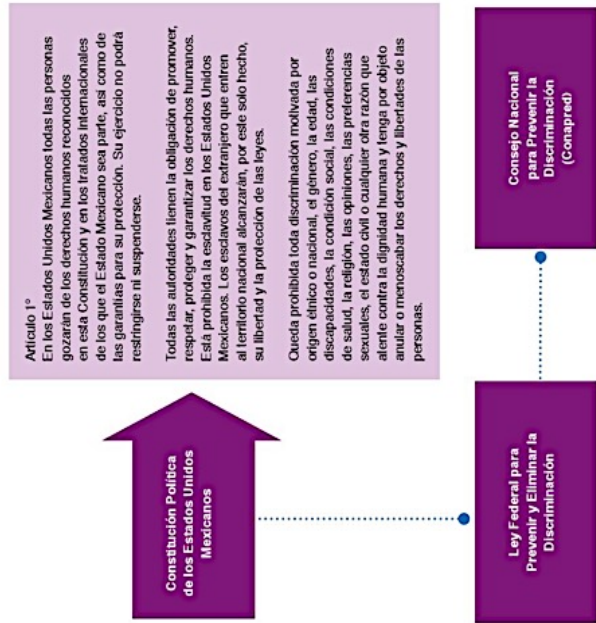 Constitución Política
de los Estados Unidos
Mexicanos
Artículo 1°
En los Estados Unidos Mexicanos todas las personas
gozarán de los derechos humanos reconocidos
en esta Constitución y en los tratados internacionales
de los que el Estado Mexicano sea parte, así como de
las garantías para su protección. Su ejercicio no podrá
restringirse ni suspenderse.
Todas las autoridades tienen la obligación de promover,
respetar, proteger y garantizar los derechos humanos.
Está prohibida la esclavitud en los Estados Unidos
Mexicanos. Los esclavos del extranjero que entren
al territorio nacional alcanzarán, por este solo hecho,
su libertad y la protección de las leyes.
Queda prohibida toda discriminación motivada por
origen étnico o nacional, el género, la edad, las
discapacidades, la condición social, las condiciones
de salud, la religión, las opiniones, las preferencias
sexuales, el estado civil o cualquier otra razón que
atente contra la dignidad humana y tenga por objeto
anular o menoscabar los derechos y libertades de las
personas.
Ley Federal para
Prevenir y Eliminar la
Discriminación
Consejo Nacional
para Prevenir la
Discriminación
(Conapred)